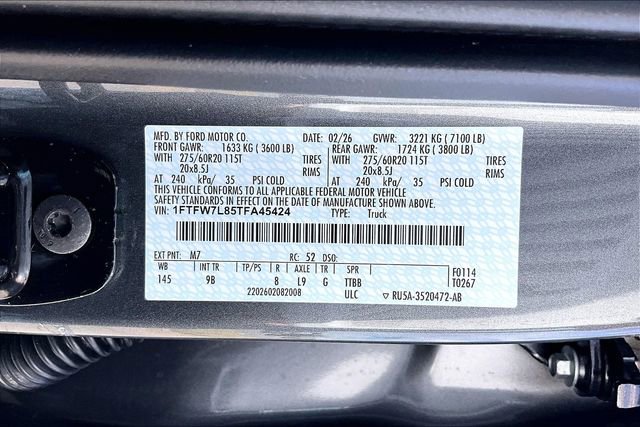 MFD. BY FORD MOTOR CO. DATE: 02/26 GVWR: 3221 KG ( 7100 LB)
FRONT GAWR: 1633 KG ( 3600 LB) REAR GAWR: 1724 KG ( 3800 LB)
WITH 275/60R20 115T TIRES WITH 275/60R20 115T TIRES
20x8.5J RIMS 20x8.5J RIMS
AT 240 kPa/ 35 PSI COLD AT 240 kPa/ 35 PSI COLD
THIS VEHICLE CONFORMS TO ALL APPLICABLE FEDERAL MOTOR VEHICLE
SAFETY STANDARDS IN EFFECT ON THE DATE OF MANUFACTURE SHOWN ABOVE.
VIN: 1FTFW7L85TFA45424 TYPE: Truck
EXT PNT: M7 RC: 52 DSO:
WB INT TR TP/PS R AXLE TR SPR F0114
145 9B 8 L9 G TTBB T0267
2202602082008 ULC ▽ RU5A-3520472-AB